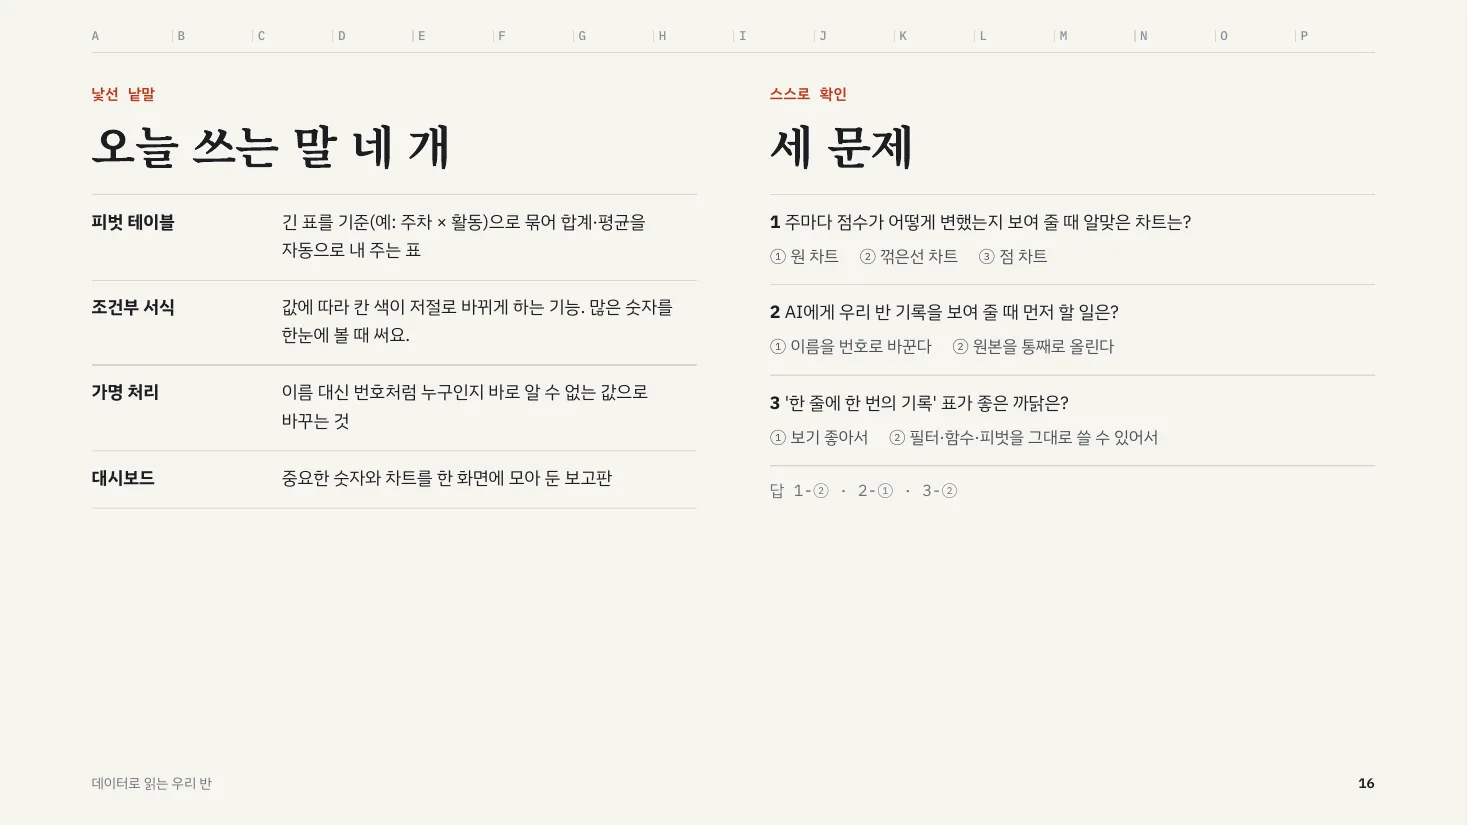 A B C D E F G H I J K L M N O P
낯선 낱말
오늘 쓰는 말 네 개
피벗 테이블
긴 표를 기준(예: 주차 × 활동)으로 묶어 합계·평균을
자동으로 내 주는 표
조건부 서식
값에 따라 칸 색이 저절로 바뀌게 하는 기능. 많은 숫자를
한눈에 볼 때 써요.
가명 처리
이름 대신 번호처럼 누구인지 바로 알 수 없는 값으로
바꾸는 것
대시보드
중요한 숫자와 차트를 한 화면에 모아 둔 보고판
스스로 확인
세 문제
1 주마다 점수가 어떻게 변했는지 보여 줄 때 알맞은 차트는?
① 원 차트 ② 꺾은선 차트 ③ 점 차트
2 AI에게 우리 반 기록을 보여 줄 때 먼저 할 일은?
① 이름을 번호로 바꾼다 ② 원본을 통째로 올린다
3 '한 줄에 한 번의 기록' 표가 좋은 까닭은?
① 보기 좋아서 ② 필터·함수·피벗을 그대로 쓸 수 있어서
답 1-② · 2-① · 3-②
데이터로 읽는 우리 반
16